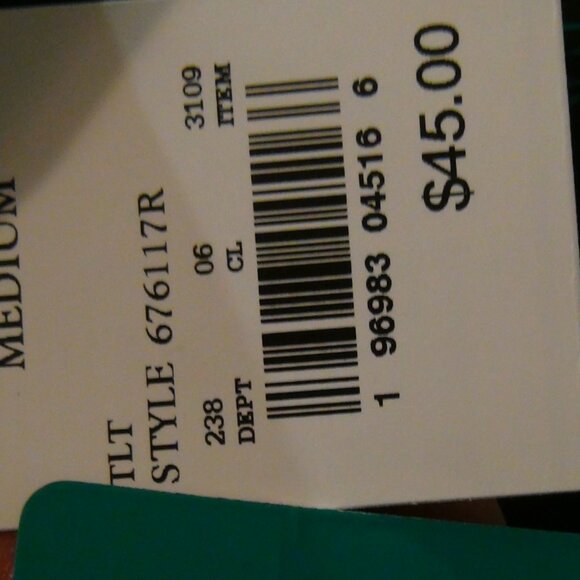 MEDIUM
TLT
STYLE 676117R
238 06 3109
DEPT CL ITEM
1 96983 04516 6
$45.00